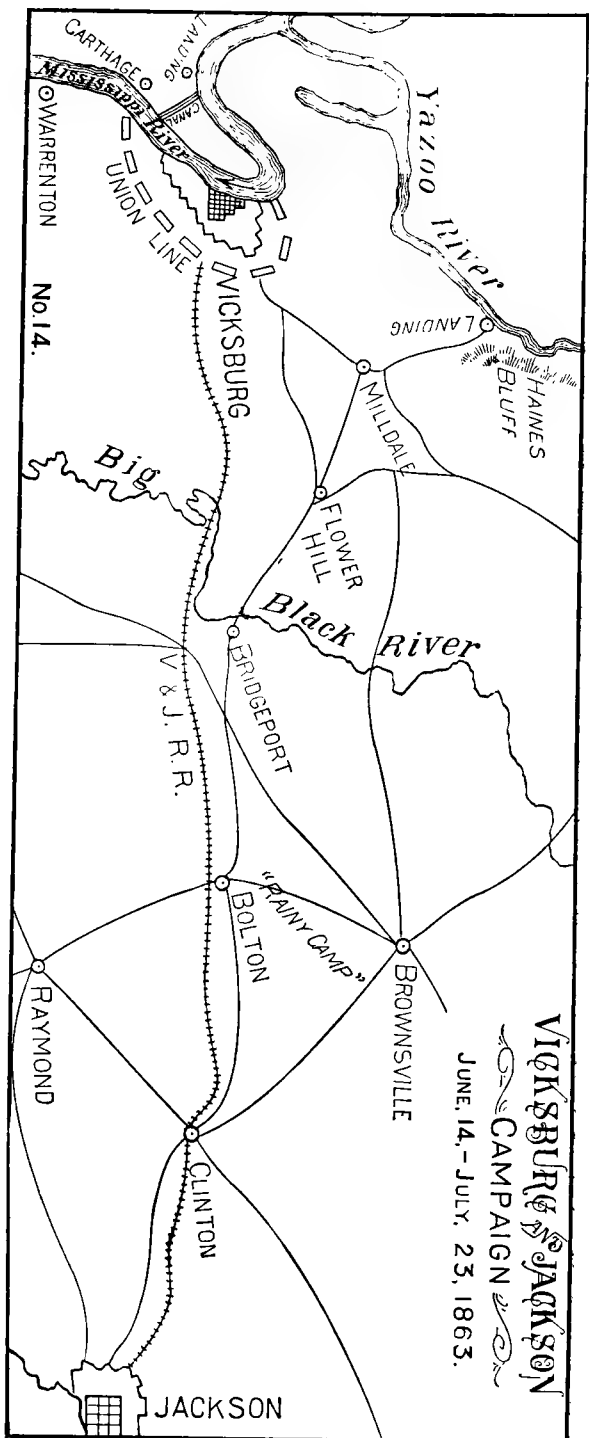 VICKSBURG AND JACKSON
CAMPAIGN
JUNE, 14,-JULY, 23, 1863.
Yazoo River
LANDING
HAINES
BLUFF
LANDING
CARTHAGE
CANAL
Mississippi River
WARRENTON
UNION LINE
VICKSBURG
MILLDALE
FLOWER
HILL
Big
Black River
BRIDGEPORT
V. & J. R. R.
BROWNSVILLE
"RAINY CAMP"
BOLTON
RAYMOND
CLINTON
JACKSON
No. 14.